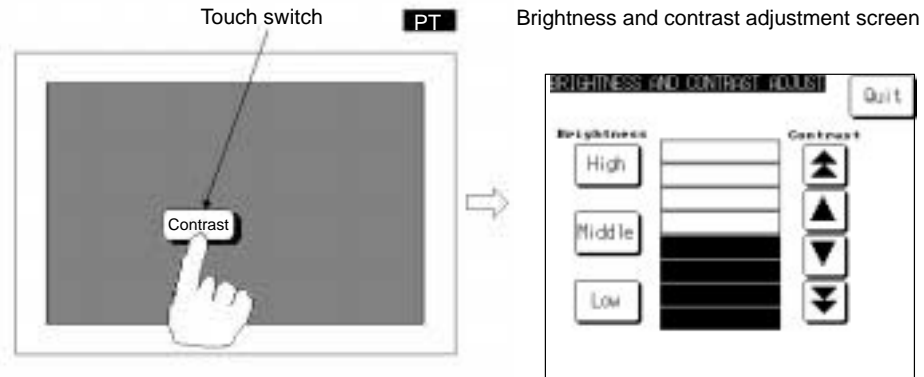 Touch switch
PT
Brightness and contrast adjustment screen
Contrast
BRIGHTNESS AND CONTRAST ADJUST
Quit
Brightness
Contrast
High
Middle
Low